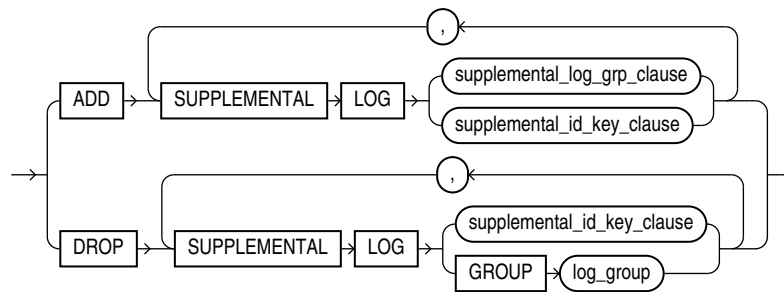 ,
ADD SUPPLEMENTAL LOG supplemental_log_grp_clause
supplemental_id_key_clause
,
DROP SUPPLEMENTAL LOG supplemental_id_key_clause
GROUP log_group